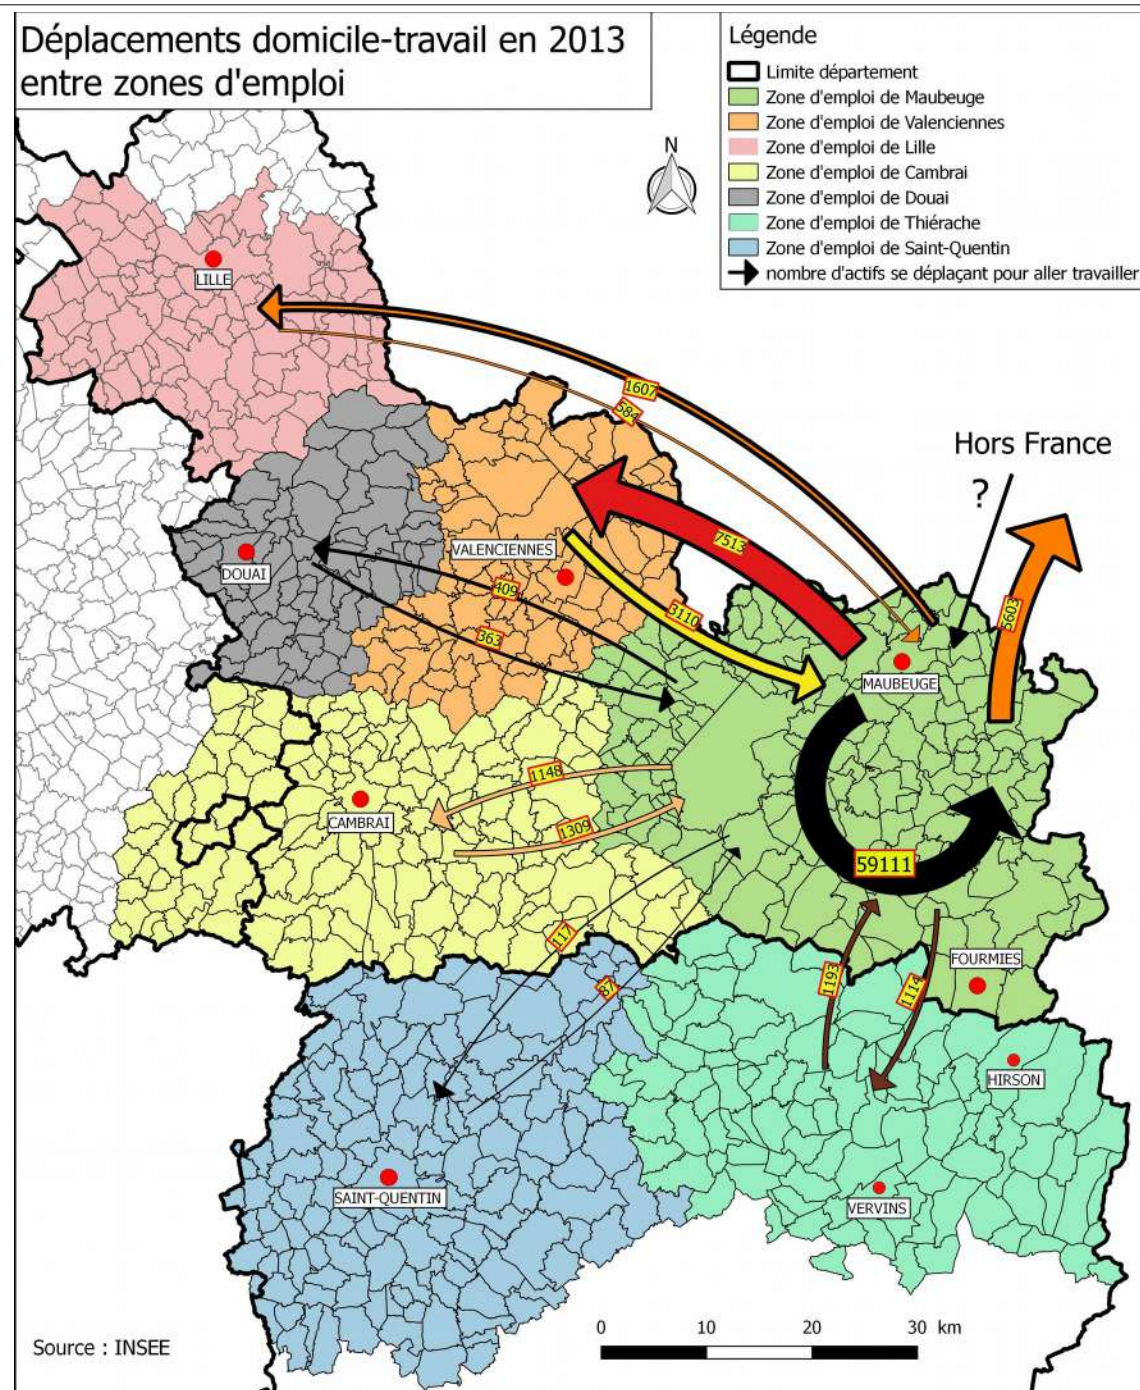 Déplacements domicile-travail en 2013
entre zones d'emploi
Légende
Limite département
Zone d'emploi de Maubeuge
Zone d'emploi de Valenciennes
Zone d'emploi de Lille
Zone d'emploi de Cambrai
Zone d'emploi de Douai
Zone d'emploi de Thiérache
Zone d'emploi de Saint-Quentin
nombre d'actifs se déplaçant pour aller travailler
N
LILLE
1607
584
Hors France
?
7513
VALENCIENNES
DOUAI
409
3110
5603
363
MAUBEUGE
1148
CAMBRAI
1309
59111
117
87
1193
1114
FOURMIES
HIRSON
SAINT-QUENTIN
VERVINS
Source : INSEE
0 10 20 30 km